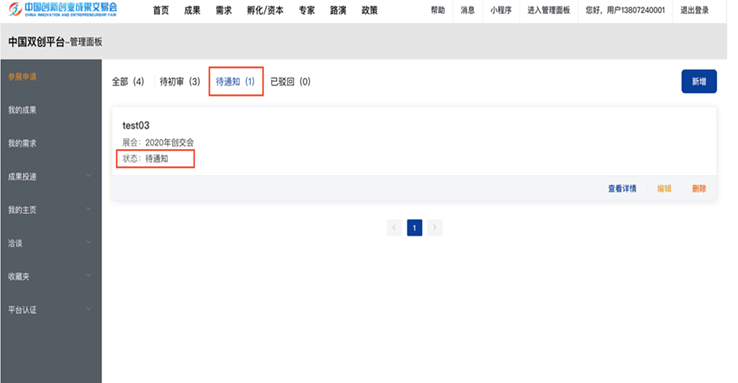 中国创新创业成果交易会
CHINA INNOVATION AND ENTREPRENEURSHIP FAIR
首页 成果 需求 孵化/资本 专家 路演 政策 帮助 消息 小程序 进入管理面板 您好，用户13807240001 退出登录
中国双创平台-管理面板
参展申请
全部（4） 待初审（3） 待通知（1） 已驳回（0） 新增
我的成果
test03
我的需求
展会：2020年创交会
状态：待通知
成果投递
查看详情 编辑 删除
我的主页
1
洽谈
收藏夹
平台认证